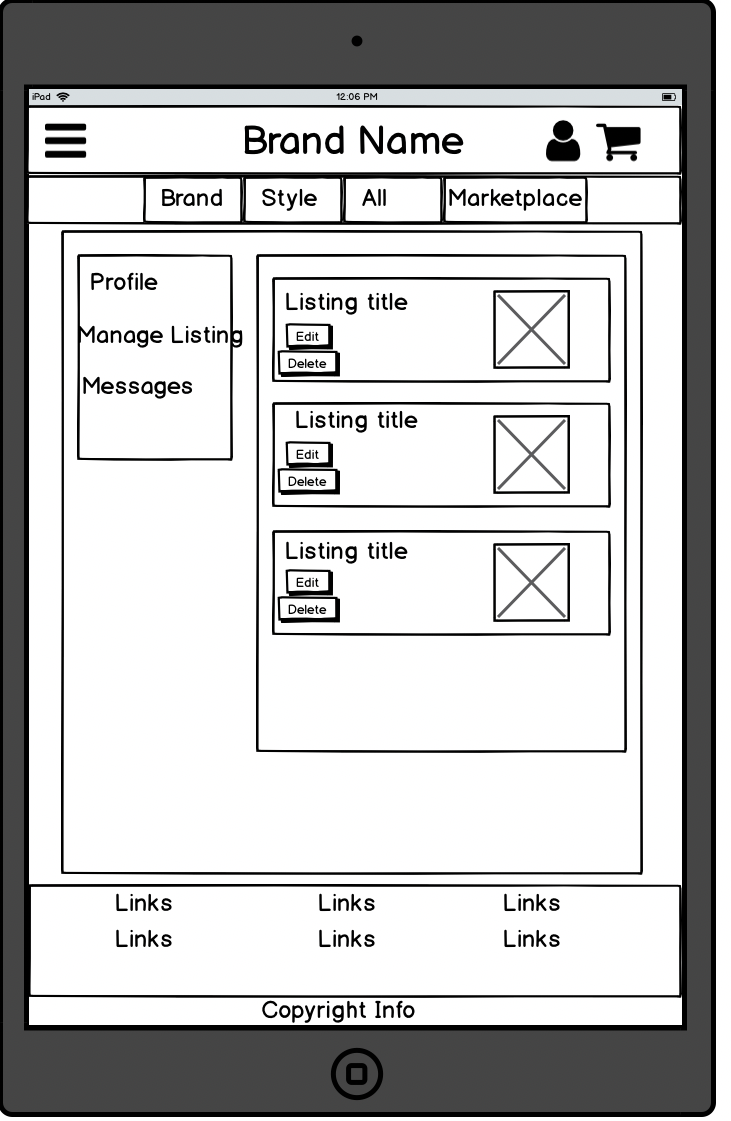 iPad 12:06 PM
Brand Name
Brand Style All Marketplace
Profile
Manage Listing
Messages
Listing title
Edit
Delete
Listing title
Edit
Delete
Listing title
Edit
Delete
Links Links Links
Links Links Links
Copyright Info